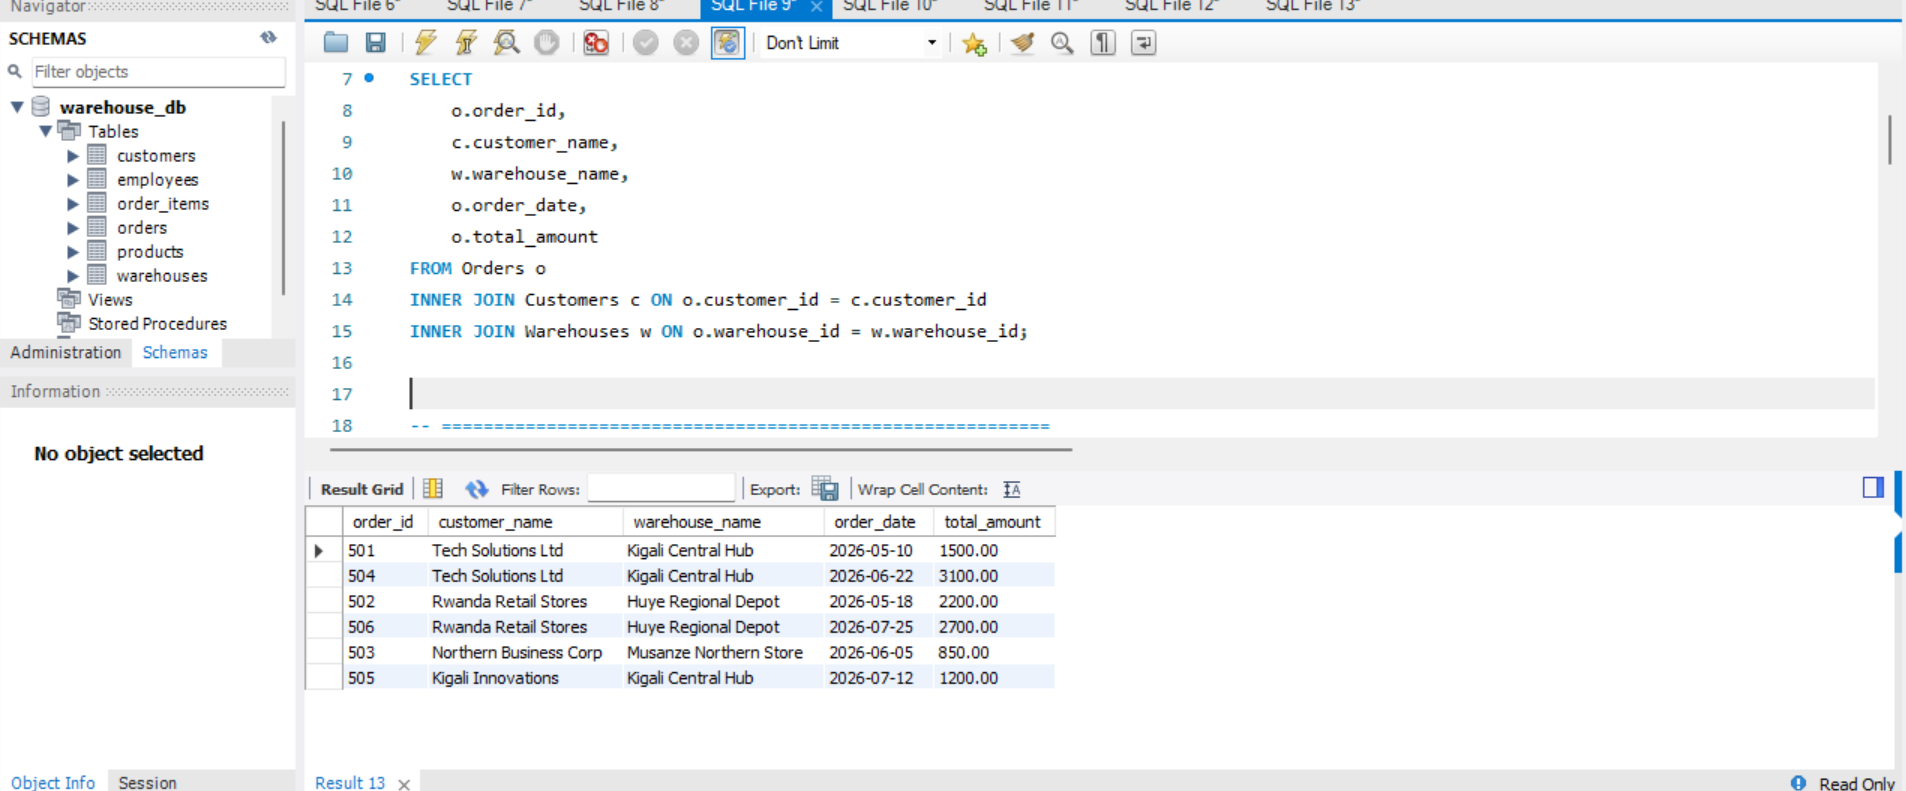 Navigator
SQL File 6* SQL File 7* SQL File 8* SQL File 9* SQL File 10* SQL File 11* SQL File 12* SQL File 13*
SCHEMAS
Don't Limit
Filter objects
warehouse_db
Tables
customers
employees
order_items
orders
products
warehouses
Views
Stored Procedures
Administration Schemas
Information
No object selected
Object Info Session
7 SELECT
8 o.order_id,
9 c.customer_name,
10 w.warehouse_name,
11 o.order_date,
12 o.total_amount
13 FROM Orders o
14 INNER JOIN Customers c ON o.customer_id = c.customer_id
15 INNER JOIN Warehouses w ON o.warehouse_id = w.warehouse_id;
16
17
18 -- ==========================================================
Result Grid Filter Rows: Export: Wrap Cell Content:
order_id customer_name warehouse_name order_date total_amount
501 Tech Solutions Ltd Kigali Central Hub 2026-05-10 1500.00
504 Tech Solutions Ltd Kigali Central Hub 2026-06-22 3100.00
502 Rwanda Retail Stores Huye Regional Depot 2026-05-18 2200.00
506 Rwanda Retail Stores Huye Regional Depot 2026-07-25 2700.00
503 Northern Business Corp Musanze Northern Store 2026-06-05 850.00
505 Kigali Innovations Kigali Central Hub 2026-07-12 1200.00
Result 13 Read Only